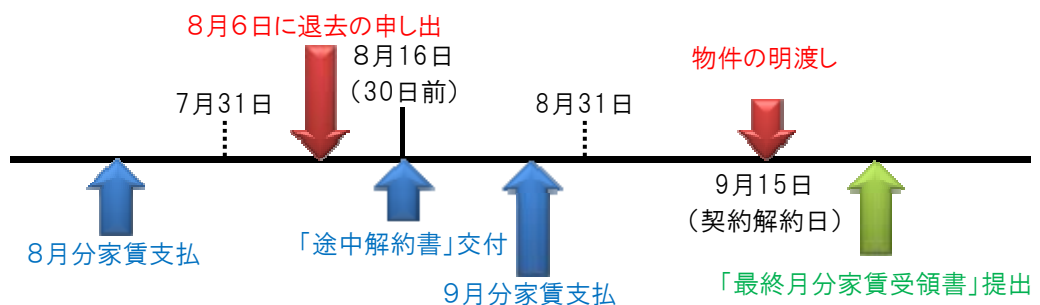 8月6日に退去の申し出
8月16日
(30日前)
7月31日
8月31日
物件の明渡し
9月15日
(契約解約日)
8月分家賃支払
「途中解約書」交付
9月分家賃支払
「最終月分家賃受領書」提出